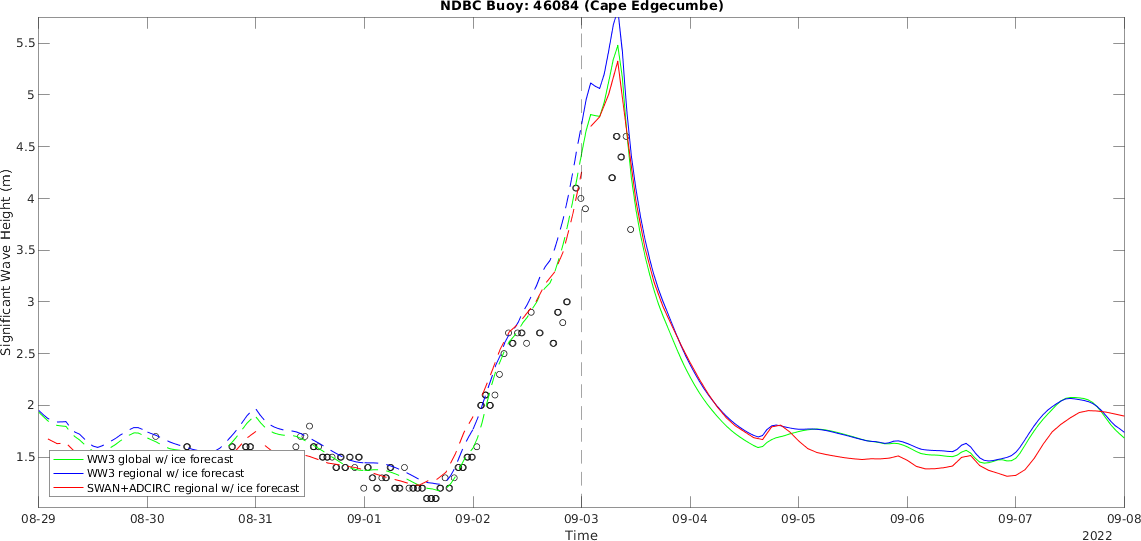 NDBC Buoy: 46084 (Cape Edgecumbe)
5.5
5
4.5
4
3.5
3
2.5
2
1.5
Significant Wave Height (m)
WW3 global w/ ice forecast
WW3 regional w/ ice forecast
SWAN+ADCIRC regional w/ ice forecast
08-29 08-30 08-31 09-01 09-02 09-03 09-04 09-05 09-06 09-07 09-08
Time
2022